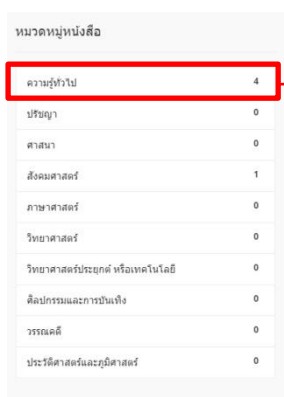 หมวดหมู่หนังสือ
ความรู้ทั่วไป 4
ปรัชญา 0
ศาสนา 0
สังคมศาสตร์ 1
ภาษาศาสตร์ 0
วิทยาศาสตร์ 0
วิทยาศาสตร์ประยุกต์ หรือเทคโนโลยี 0
ศิลปกรรมและการบันเทิง 0
วรรณคดี 0
ประวัติศาสตร์และภูมิศาสตร์ 0